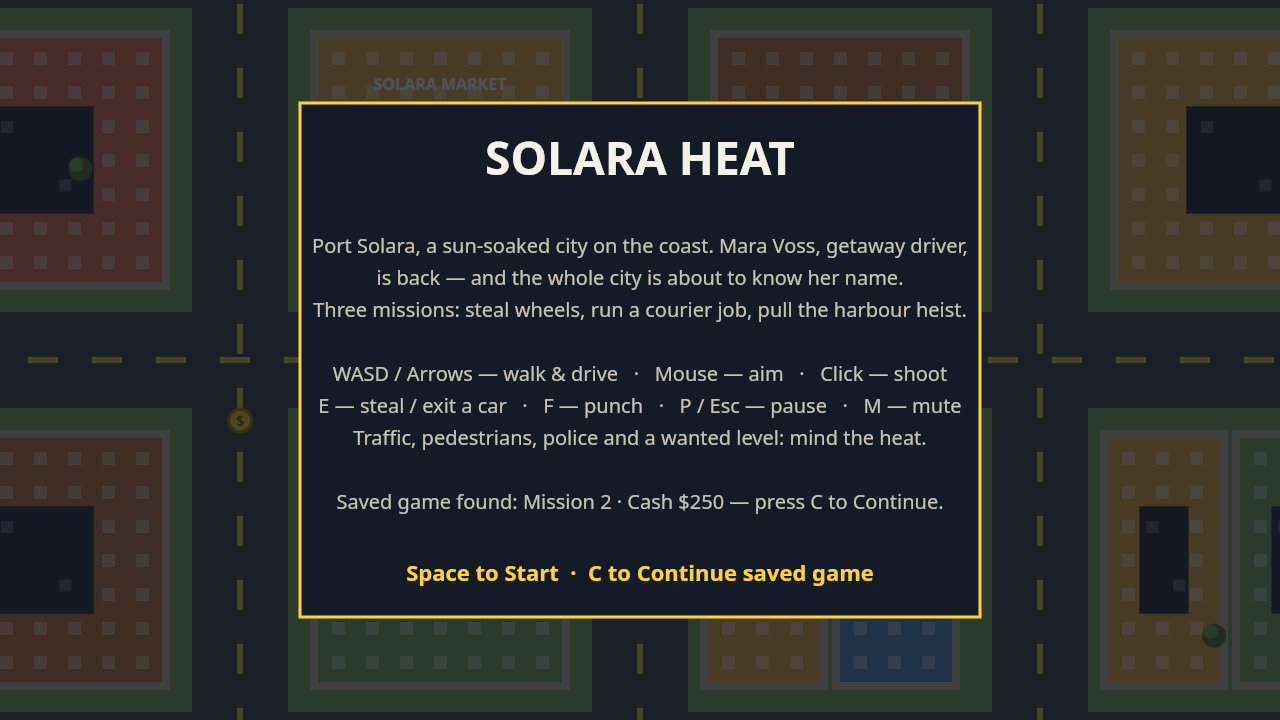 SOLARA MARKET
SOLARA HEAT
Port Solara, a sun-soaked city on the coast. Mara Voss, getaway driver,
is back — and the whole city is about to know her name.
Three missions: steal wheels, run a courier job, pull the harbour heist.
WASD / Arrows — walk & drive · Mouse — aim · Click — shoot
E — steal / exit a car · F — punch · P / Esc — pause · M — mute
Traffic, pedestrians, police and a wanted level: mind the heat.
$
Saved game found: Mission 2 · Cash $250 — press C to Continue.
Space to Start · C to Continue saved game